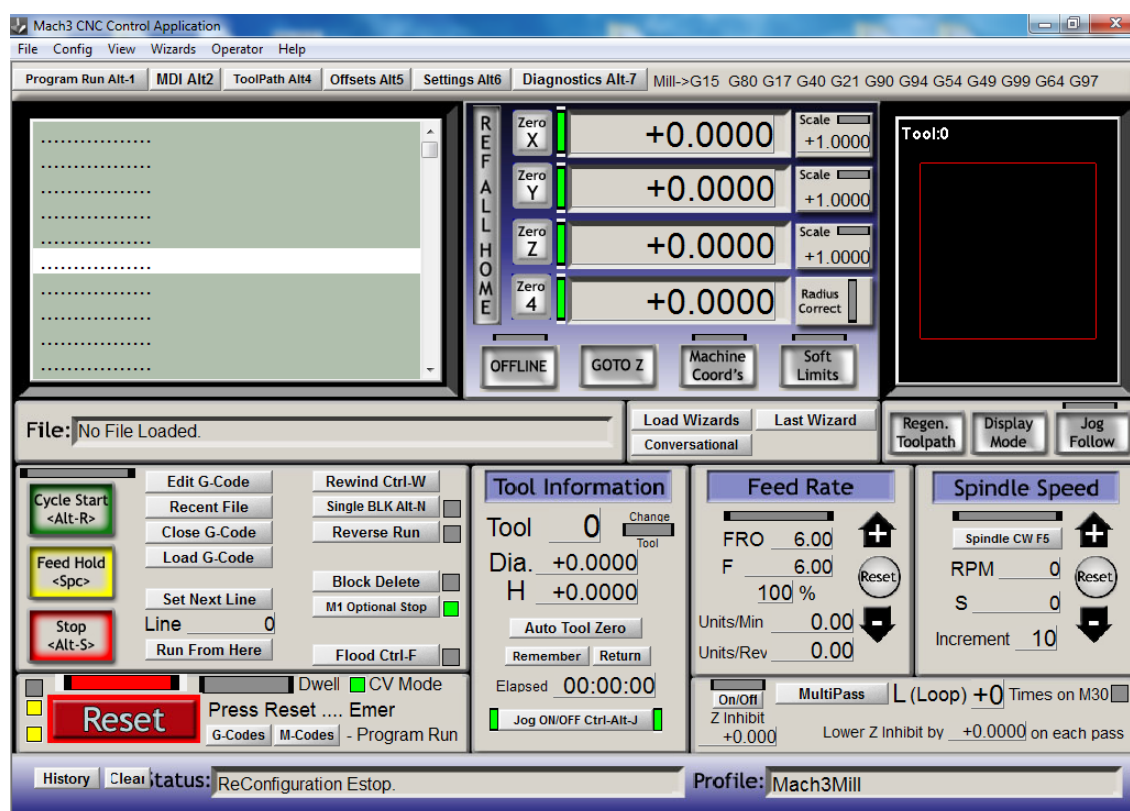 Mach3 CNC Control Application
File Config View Wizards Operator Help
Program Run Alt-1 MDI Alt2 ToolPath Alt4 Offsets Alt5 Settings Alt6 Diagnostics Alt-7 Mill->G15 G80 G17 G40 G21 G90 G94 G54 G49 G99 G64 G97
.................
.................
.................
.................
.................
.................
.................
.................
.................
.................
REF ALL HOME
Zero X +0.0000 Scale +1.0000
Zero Y +0.0000 Scale +1.0000
Zero Z +0.0000 Scale +1.0000
Zero 4 +0.0000 Radius Correct
OFFLINE GOTO Z Machine Coord's Soft Limits
Tool:0
File: No File Loaded.
Load Wizards Last Wizard
Conversational
Regen. Toolpath Display Mode Jog Follow
Cycle Start <Alt-R>
Feed Hold <Spc>
Stop <Alt-S>
Edit G-Code
Recent File
Close G-Code
Load G-Code
Set Next Line
Line 0
Run From Here
Rewind Ctrl-W
Single BLK Alt-N
Reverse Run
Block Delete
M1 Optional Stop
Flood Ctrl-F
Dwell CV Mode
Reset
Press Reset .... Emer
G-Codes M-Codes - Program Run
Tool Information
Tool 0 Change Tool
Dia. +0.0000
H +0.0000
Auto Tool Zero
Remember Return
Elapsed 00:00:00
Jog ON/OFF Ctrl-Alt-J
Feed Rate
FRO 6.00
F 6.00
Reset
100 %
Units/Min 0.00
Units/Rev 0.00
Spindle Speed
Spindle CW F5
RPM 0
Reset
S 0
Increment 10
On/Off
Z Inhibit
+0.000
MultiPass L (Loop) +0 Times on M30
Lower Z Inhibit by +0.0000 on each pass
History Clear Status: ReConfiguration Estop.
Profile: Mach3Mill